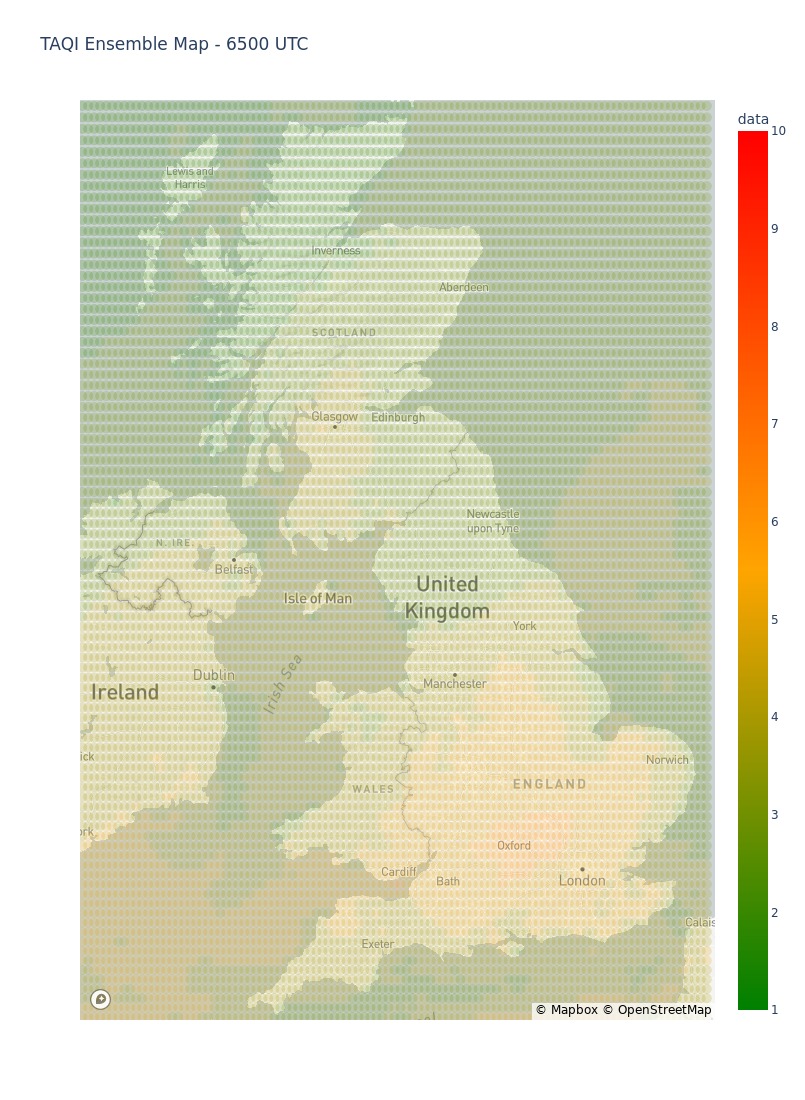 TAQI Ensemble Map - 6500 UTC
data
10
9
8
7
6
5
4
3
2
1
Lewis and
Harris
Inverness
Aberdeen
SCOTLAND
Glasgow
Edinburgh
Newcastle
upon Tyne
N. IRE.
Belfast
Isle of Man
United
Kingdom
York
Dublin
Irish Sea
Manchester
Ireland
ick
Norwich
WALES
ENGLAND
ork
Oxford
Cardiff
Bath
London
Calais
Exeter
© Mapbox © OpenStreetMap